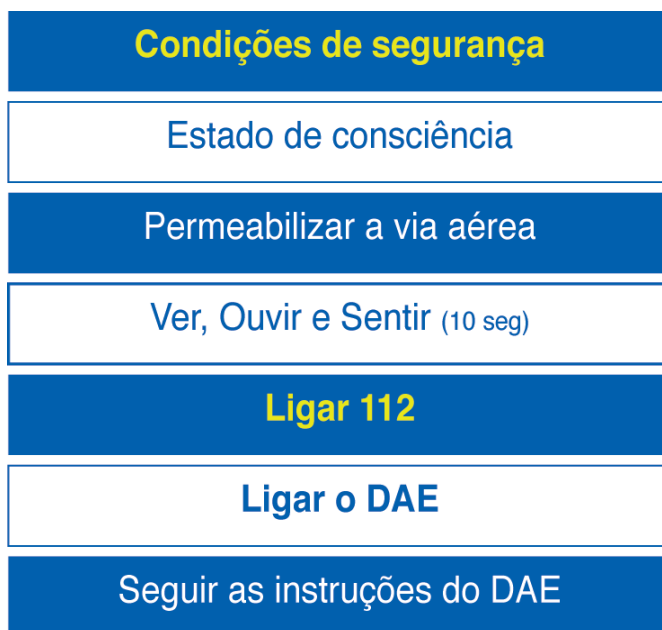 Condições de segurança
Estado de consciência
Permeabilizar a via aérea
Ver, Ouvir e Sentir (10 seg)
Ligar 112
Ligar o DAE
Seguir as instruções do DAE